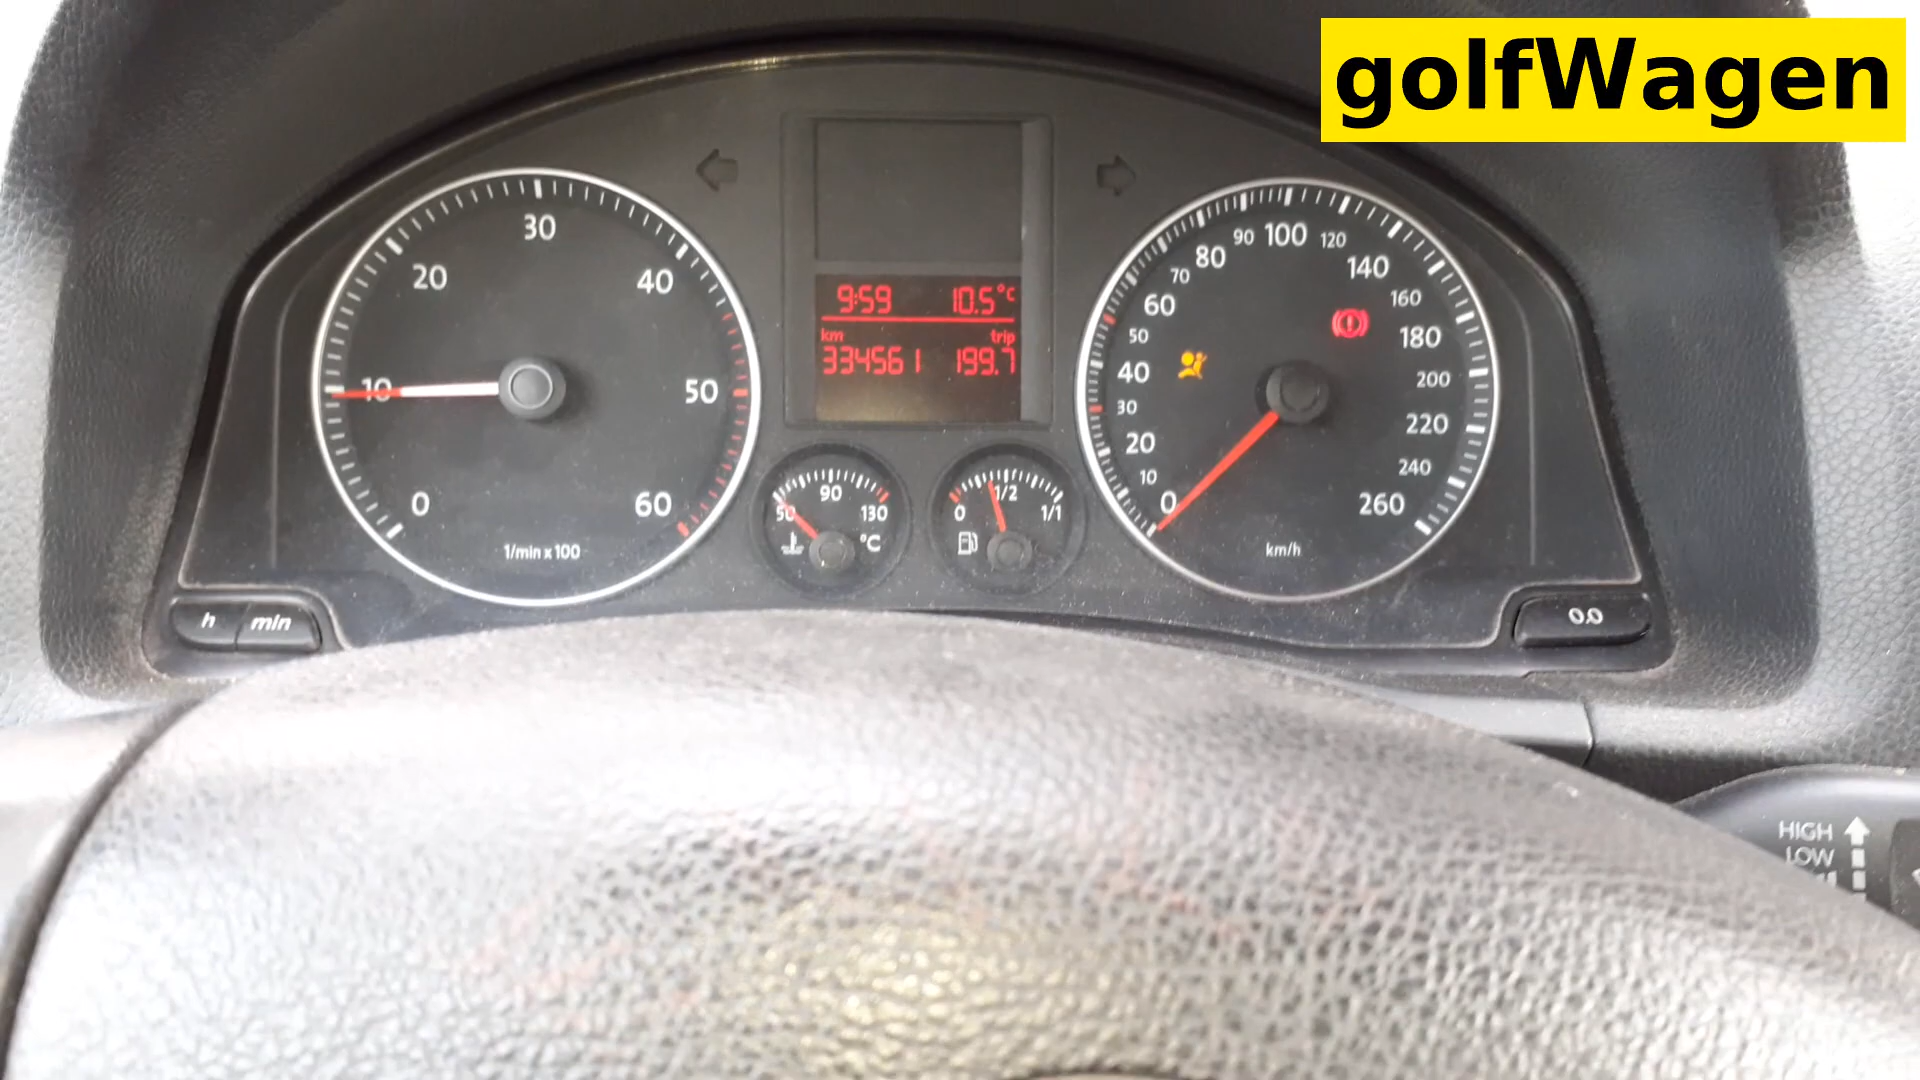 golfWagen
10 20 30 40 50
0 60
1/min x 100
9:59 10.5°C
km trip
334561 199.7
50 90 130
°C
0 1/2 1/1
0 10 20 30 40 50 60 70 80 90 100 120 140 160 180 200 220 240 260
km/h
h min
0.0
HIGH
LOW